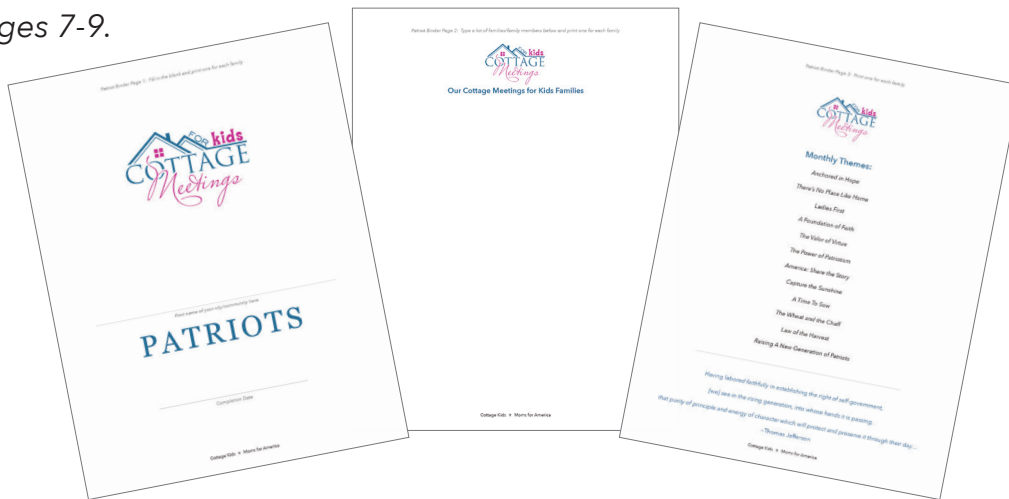 ges 7-9.
Patriot Binder Page 1: Fill in the blank and print one for each family
FOR kids
COTTAGE
Meetings
Print name of your city/community here
PATRIOTS
Completion Date
Cottage Kids ★ Moms for America
Patriot Binder Page 2: Type a list of families/family members below and print one for each family
kids
COTTAGE
Meetings
Our Cottage Meetings for Kids Families
Cottage Kids ★ Moms for America
Patriot Binder Page 3: Print one for each family
kids
COTTAGE
Meetings
Monthly Themes:
Anchored in Hope
There's No Place Like Home
Ladies First
A Foundation of Faith
The Valor of Virtue
The Power of Patriotism
America: Share the Story
Capture the Sunshine
A Time To Sow
The Wheat and the Chaff
Law of the Harvest
Raising A New Generation of Patriots
Having labored faithfully in establishing the right of self-government,
[we] see in the rising generation, into whose hands it is passing,
that purity of principle and energy of character which will protect and preserve it through their day...
~Thomas Jefferson
Cottage Kids ★ Moms for America